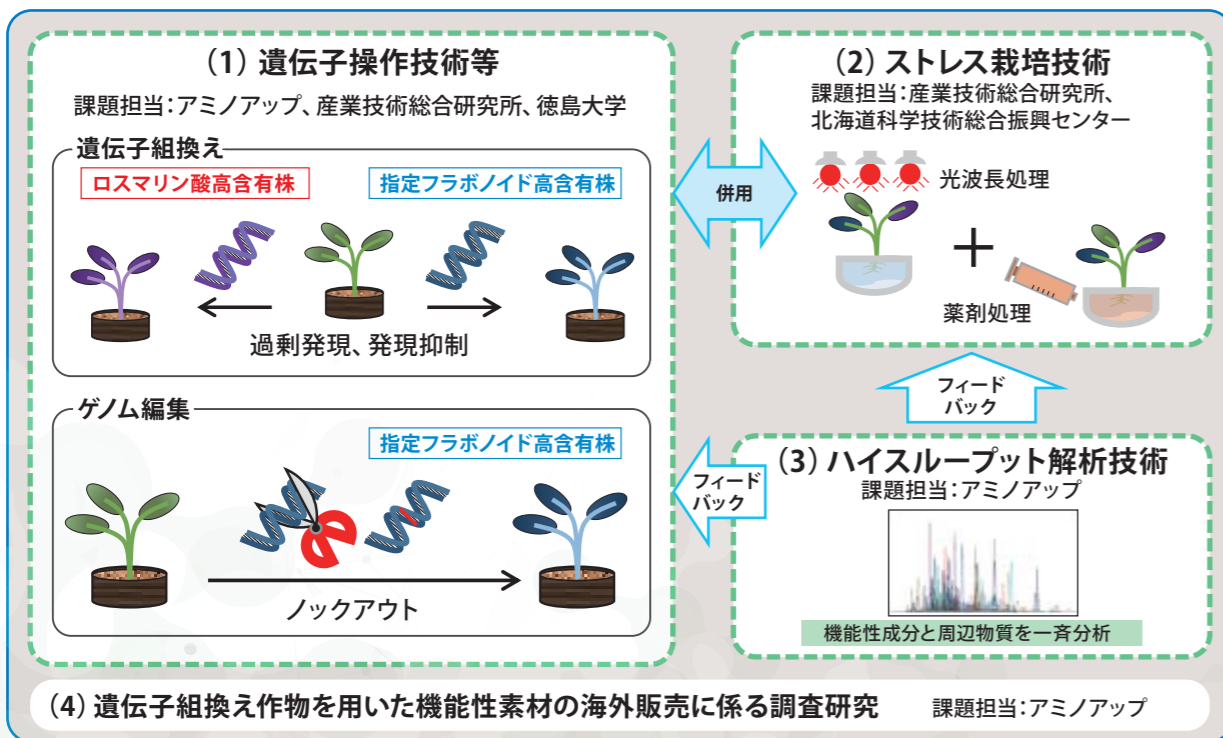 (1) 遺伝子操作技術等
課題担当：アミノアップ、産業技術総合研究所、徳島大学
遺伝子組換え
ロスマリン酸高含有株
指定フラボノイド高含有株
過剰発現、発現抑制
ゲノム編集
指定フラボノイド高含有株
ノックアウト
併用
(2) ストレス栽培技術
課題担当：産業技術総合研究所、
北海道科学技術総合振興センター
光波長処理
＋
薬剤処理
フィード
バック
フィード
バック
(3) ハイスループット解析技術
課題担当：アミノアップ
機能性成分と周辺物質を一斉分析
(4) 遺伝子組換え作物を用いた機能性素材の海外販売に係る調査研究 課題担当：アミノアップ